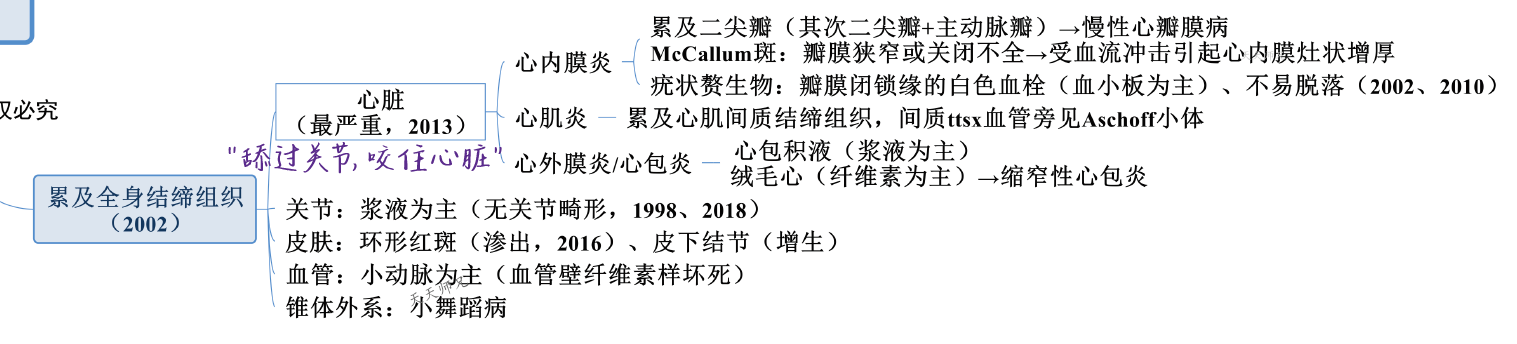 权必究
累及全身结缔组织
（2002）
心脏
（最严重，2013）
"舔过关节,咬住心脏"
心内膜炎
累及二尖瓣（其次二尖瓣+主动脉瓣）→慢性心瓣膜病
McCallum斑：瓣膜狭窄或关闭不全→受血流冲击引起心内膜灶状增厚
疣状赘生物：瓣膜闭锁缘的白色血栓（血小板为主）、不易脱落（2002、2010）
心肌炎
累及心肌间质结缔组织，间质ttsx血管旁见Aschoff小体
心外膜炎/心包炎
心包积液（浆液为主）
绒毛心（纤维素为主）→缩窄性心包炎
关节：浆液为主（无关节畸形，1998、2018）
皮肤：环形红斑（渗出，2016）、皮下结节（增生）
血管：小动脉为主（血管壁纤维素样坏死）
天天师兄
锥体外系：小舞蹈病